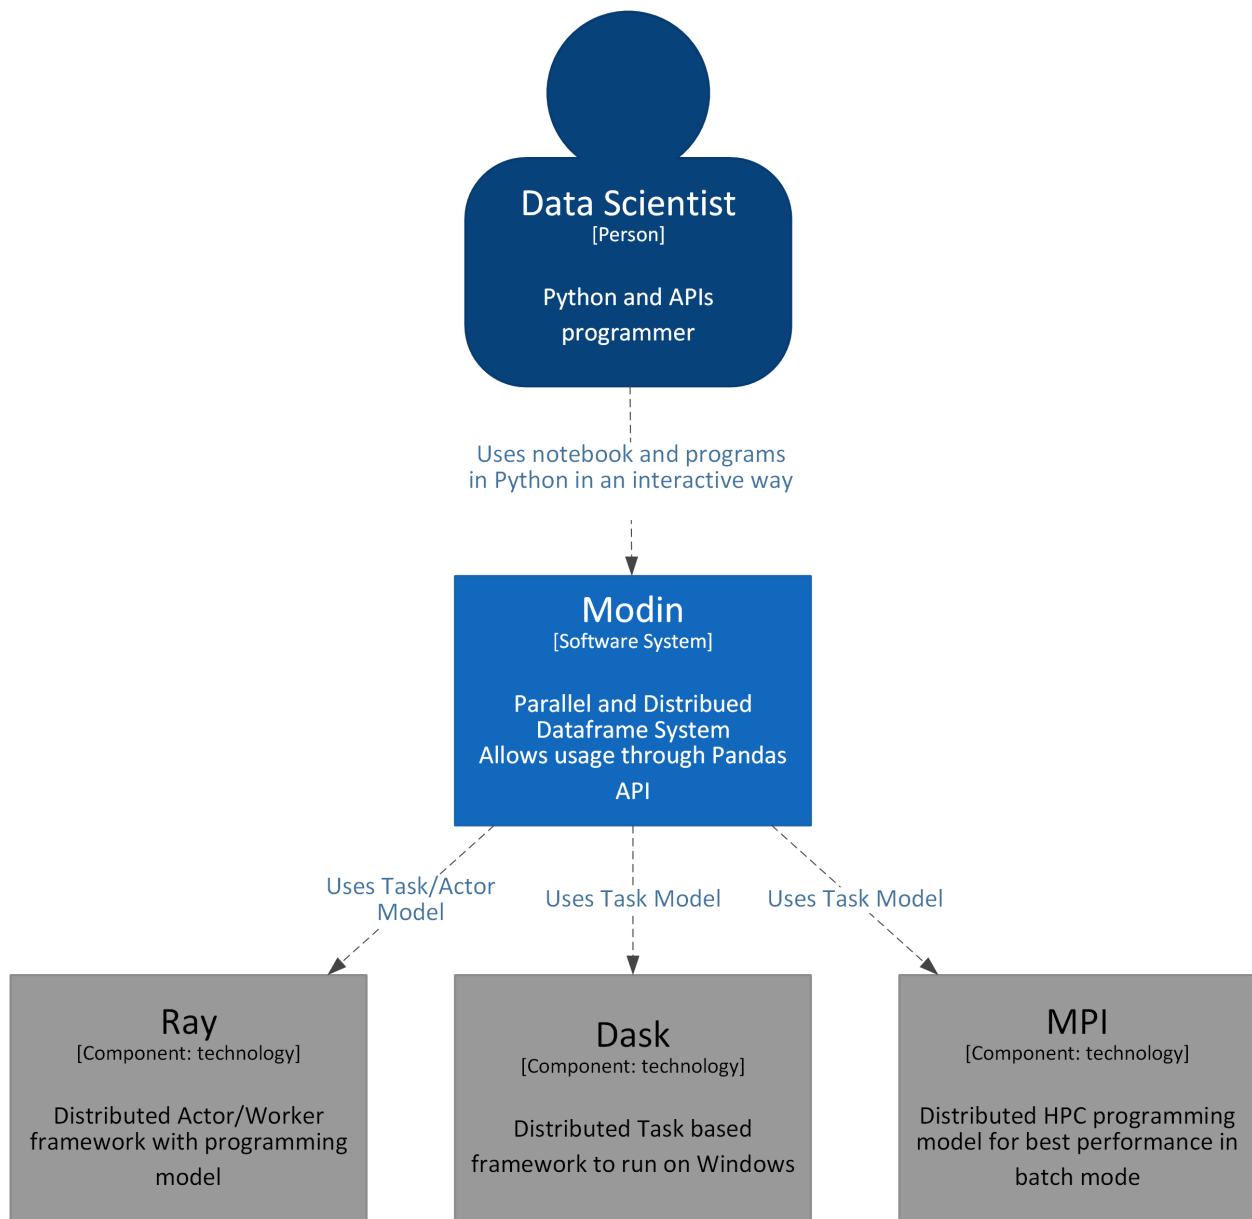 Data Scientist
[Person]
Python and APIs
programmer
Uses notebook and programs
in Python in an interactive way
Modin
[Software System]
Parallel and Distribued
Dataframe System
Allows usage through Pandas
API
Uses Task/Actor
Model
Uses Task Model
Uses Task Model
Ray
[Component: technology]
Distributed Actor/Worker
framework with programming
model
Dask
[Component: technology]
Distributed Task based
framework to run on Windows
MPI
[Component: technology]
Distributed HPC programming
model for best performance in
batch mode